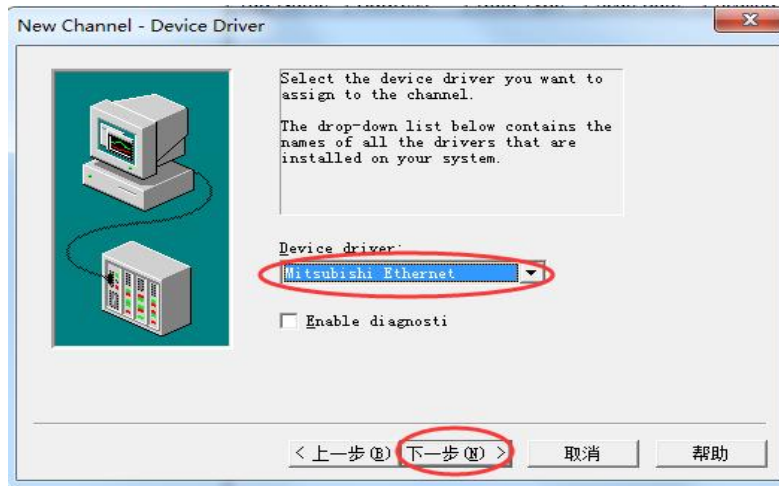 New Channel - Device Driver
Select the device driver you want to
assign to the channel.
The drop-down list below contains the
names of all the drivers that are
installed on your system.
Device driver:
Mitsubishi Ethernet
Enable diagnosti
< 上一步(B)
下一步(N) >
取消
帮助